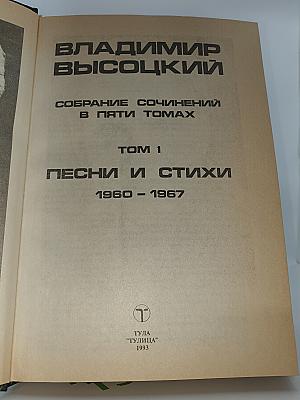 ВЛАДИМИР
ВЫСОЦКИЙ
СОБРАНИЕ СОЧИНЕНИЙ
В ПЯТИ ТОМАХ
ТОМ 1
ПЕСНИ И СТИХИ
1960 – 1967
ТУЛА
"ТУЛИЦА"
1993